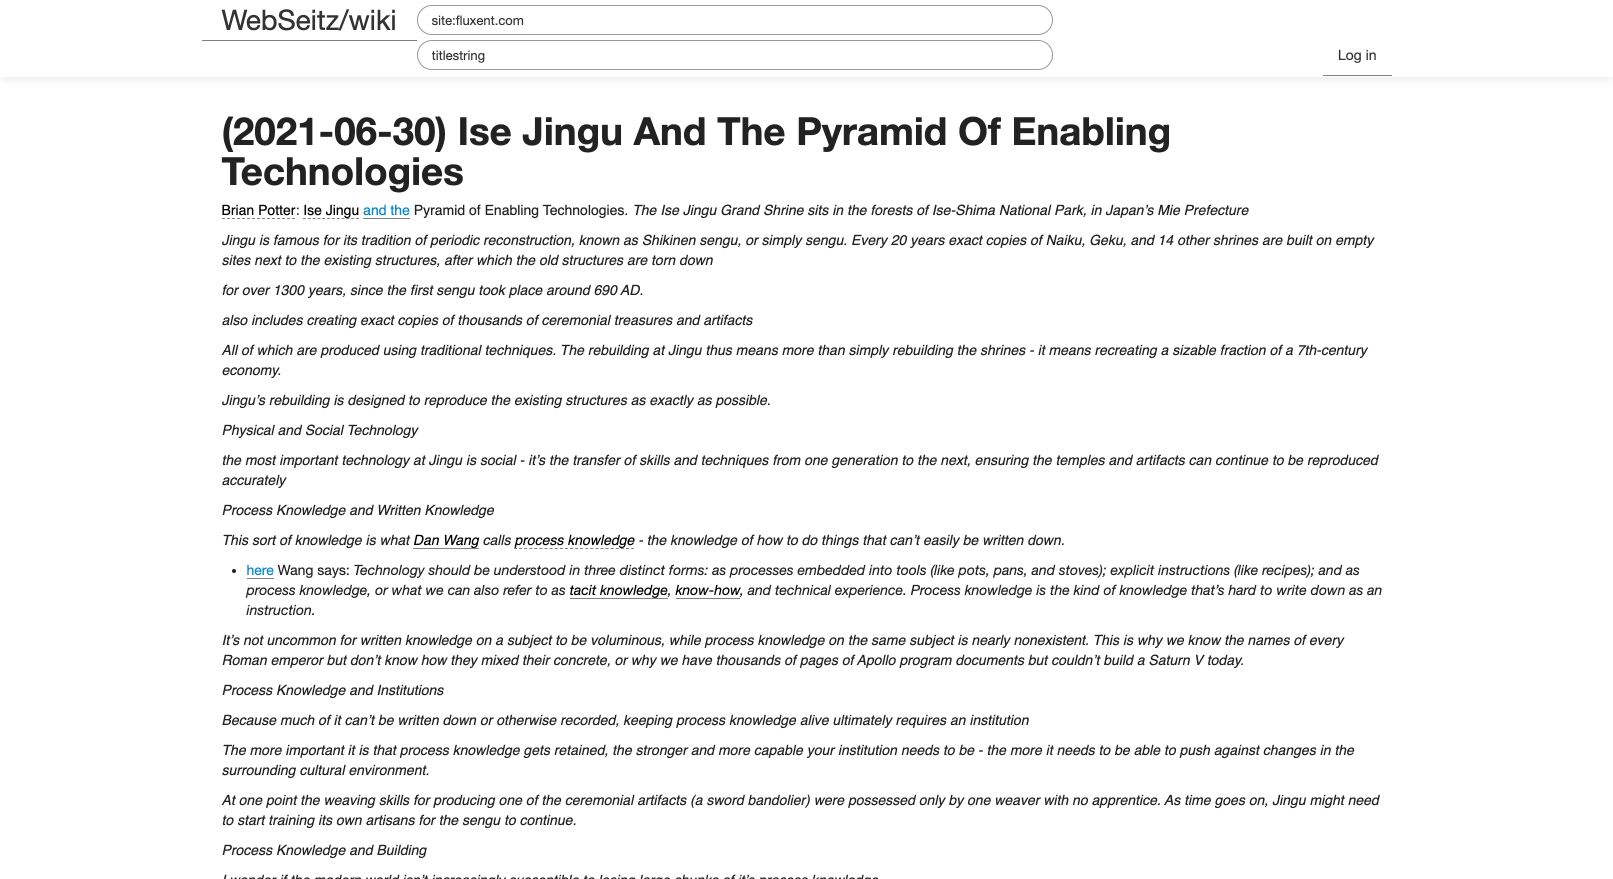 WebSeitz/wiki
site:fluxent.com
titlestring
Log in
(2021-06-30) Ise Jingu And The Pyramid Of Enabling
Technologies
Brian Potter: Ise Jingu and the Pyramid of Enabling Technologies. The Ise Jingu Grand Shrine sits in the forests of Ise-Shima National Park, in Japan’s Mie Prefecture
Jingu is famous for its tradition of periodic reconstruction, known as Shikinen sengu, or simply sengu. Every 20 years exact copies of Naiku, Geku, and 14 other shrines are built on empty
sites next to the existing structures, after which the old structures are torn down
for over 1300 years, since the first sengu took place around 690 AD.
also includes creating exact copies of thousands of ceremonial treasures and artifacts
All of which are produced using traditional techniques. The rebuilding at Jingu thus means more than simply rebuilding the shrines - it means recreating a sizable fraction of a 7th-century
economy.
Jingu’s rebuilding is designed to reproduce the existing structures as exactly as possible.
Physical and Social Technology
the most important technology at Jingu is social - it’s the transfer of skills and techniques from one generation to the next, ensuring the temples and artifacts can continue to be reproduced
accurately
Process Knowledge and Written Knowledge
This sort of knowledge is what Dan Wang calls process knowledge - the knowledge of how to do things that can’t easily be written down.
• here Wang says: Technology should be understood in three distinct forms: as processes embedded into tools (like pots, pans, and stoves); explicit instructions (like recipes); and as
process knowledge, or what we can also refer to as tacit knowledge, know-how, and technical experience. Process knowledge is the kind of knowledge that’s hard to write down as an
instruction.
It’s not uncommon for written knowledge on a subject to be voluminous, while process knowledge on the same subject is nearly nonexistent. This is why we know the names of every
Roman emperor but don’t know how they mixed their concrete, or why we have thousands of pages of Apollo program documents but couldn’t build a Saturn V today.
Process Knowledge and Institutions
Because much of it can’t be written down or otherwise recorded, keeping process knowledge alive ultimately requires an institution
The more important it is that process knowledge gets retained, the stronger and more capable your institution needs to be - the more it needs to be able to push against changes in the
surrounding cultural environment.
At one point the weaving skills for producing one of the ceremonial artifacts (a sword bandolier) were possessed only by one weaver with no apprentice. As time goes on, Jingu might need
to start training its own artisans for the sengu to continue.
Process Knowledge and Building
I wonder if the modern world isn’t increasingly susceptible to losing large chunks of it’s process knowledge